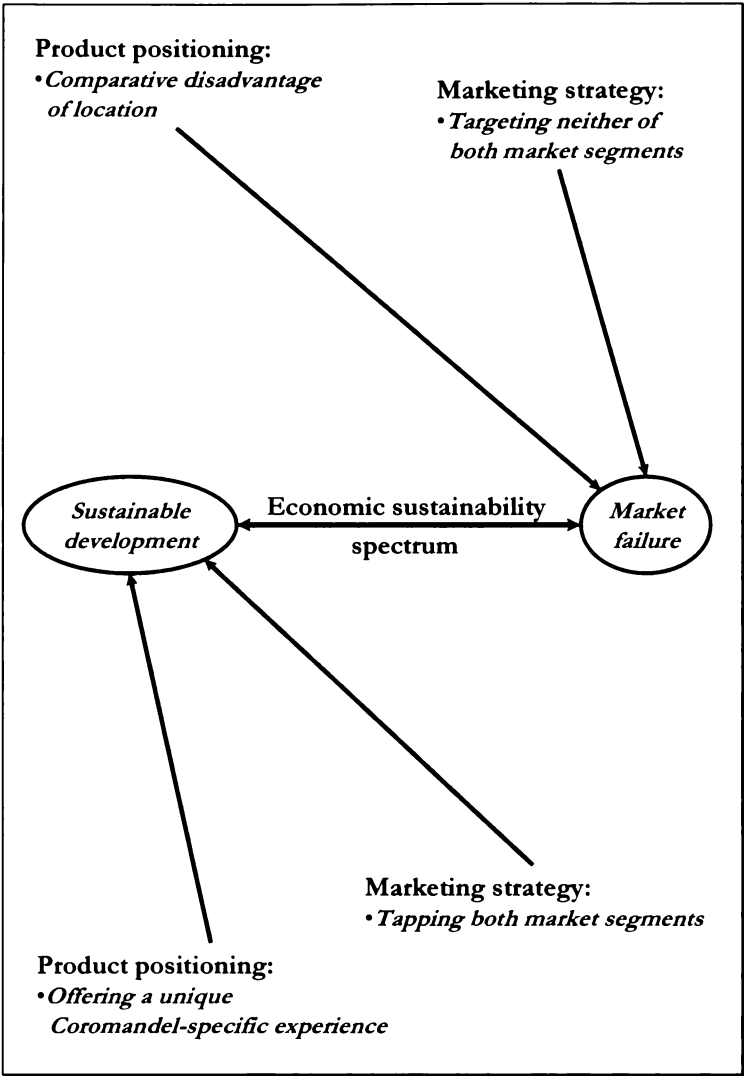 Product positioning:
•Comparative disadvantage
of location
Marketing strategy:
•Targeting neither of
both market segments
Sustainable
development
Economic sustainability
spectrum
Market
failure
Marketing strategy:
•Tapping both market segments
Product positioning:
•Offering a unique
Coromandel-specific experience